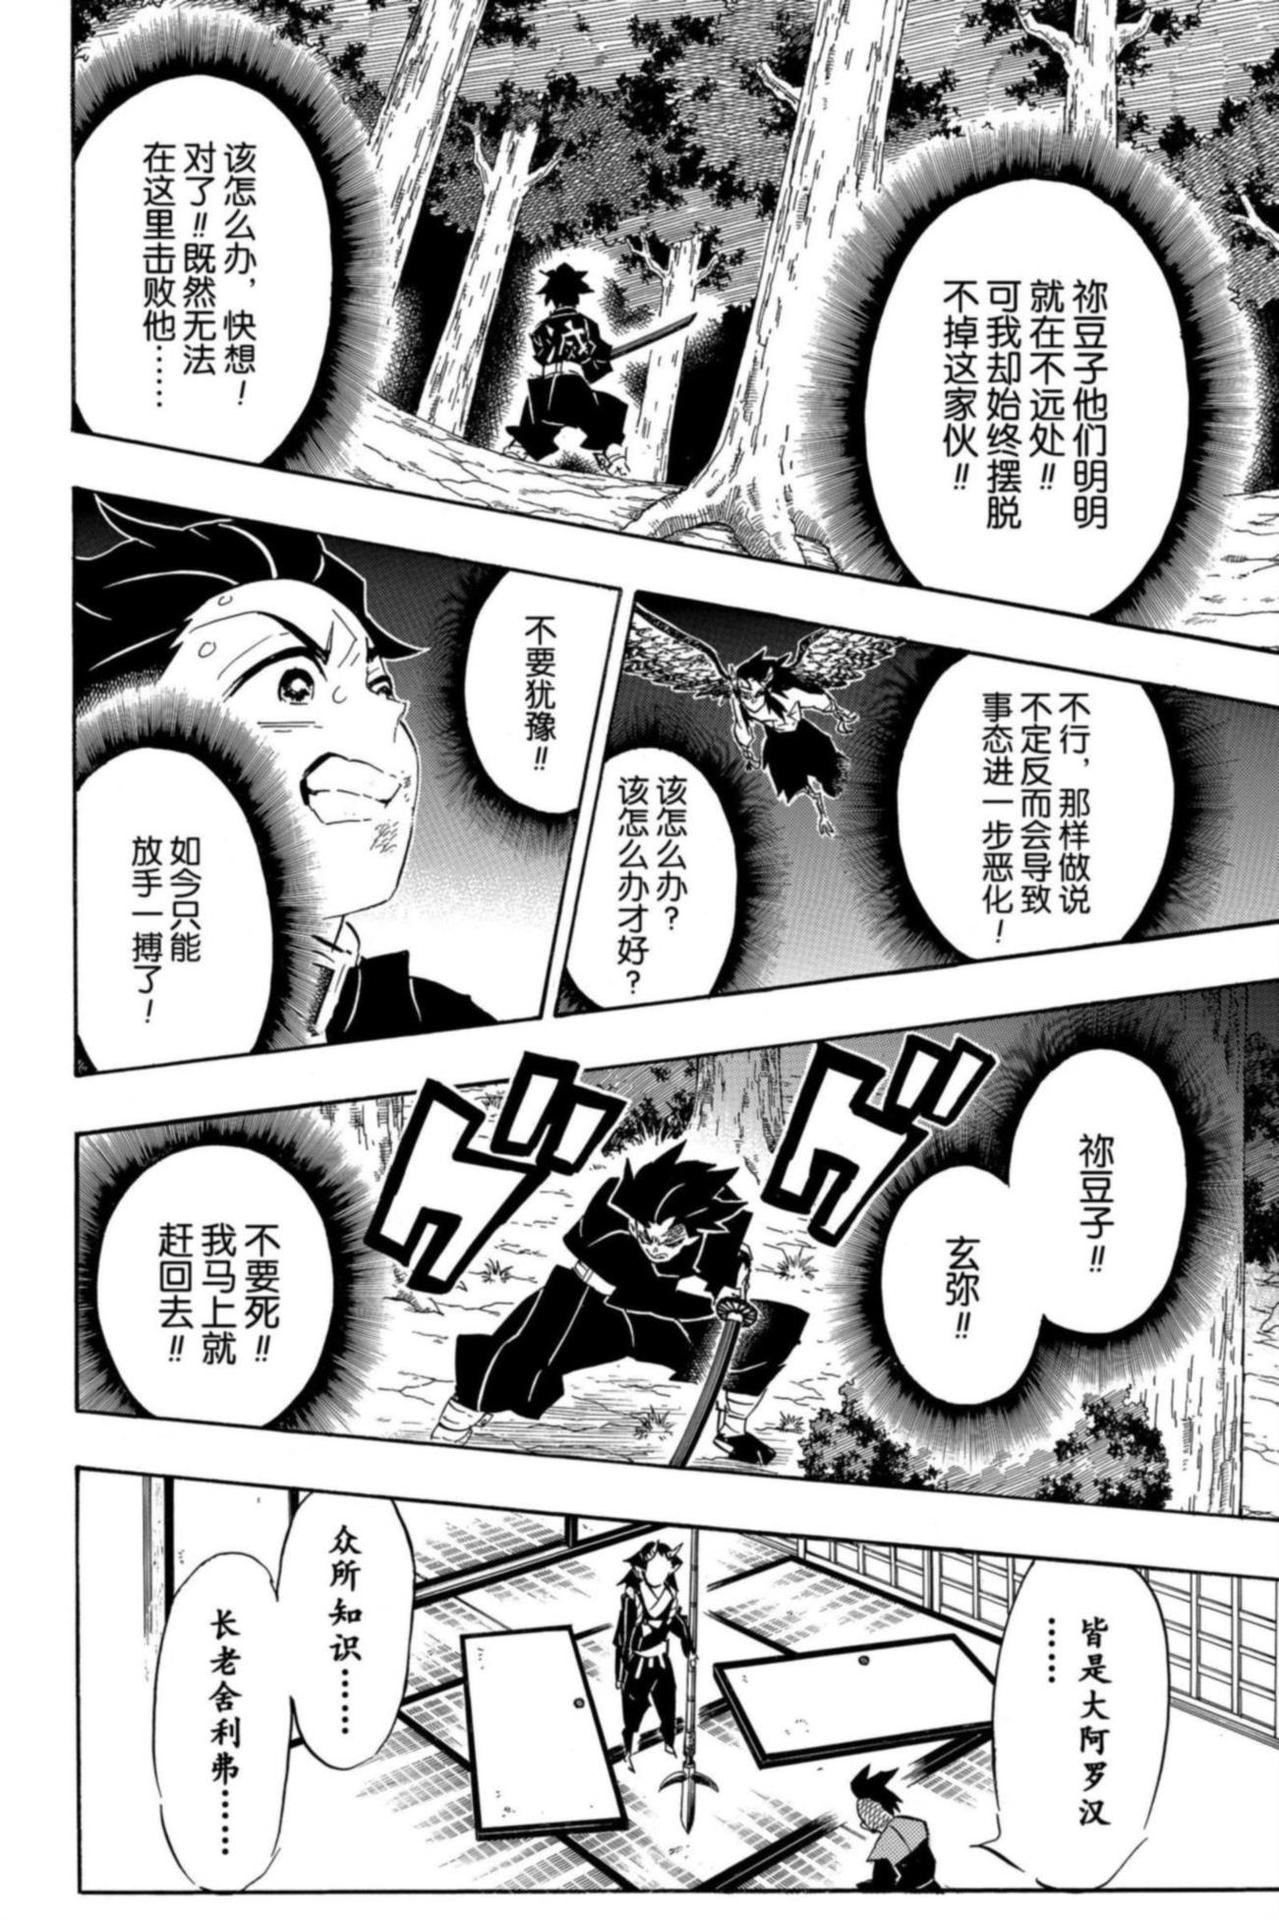 祢豆子他们明明
就在不远处!!
可我却始终摆脱
不掉这家伙!!
该怎么办，快想！
对了!!既然无法
在这里击败他……
不行，那样做说
不定反而会导致
事态进一步恶化！
该怎么办？
该怎么办才好？
不要犹豫!!
如今只能
放手一搏了！
祢豆子!!
玄弥!!
ゴゴ
ゴゴ
不要死!!
我马上就
赶回去!!
皆是大阿罗汉
……
众所知识……
长老舍利弗……